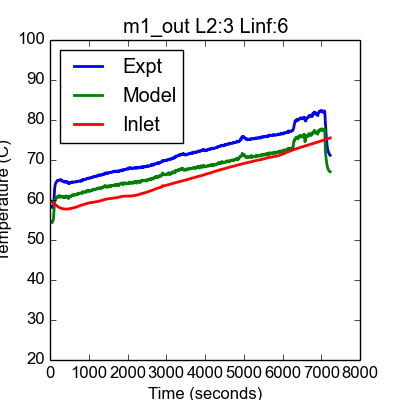 m1_out L2:3 Linf:6
Expt
Model
Inlet
Temperature (C)
100
90
80
70
60
50
40
30
20
0 1000 2000 3000 4000 5000 6000 7000 8000
Time (seconds)